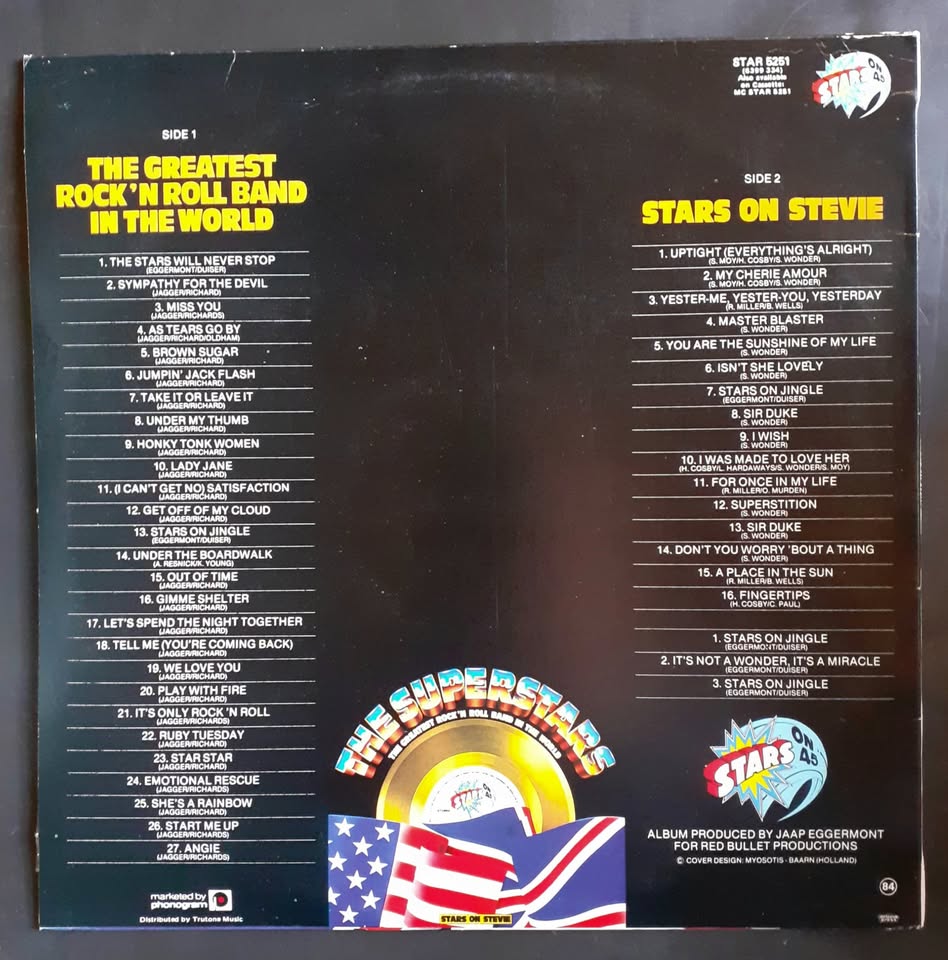 STAR 5251
(6399 334)
Also available
on Cassette:
MC STAR 5251
STARS ON 45
SIDE 1
THE GREATEST
ROCK'N ROLL BAND
IN THE WORLD
1. THE STARS WILL NEVER STOP
(EGGERMONT/DUISER)
2. SYMPATHY FOR THE DEVIL
(JAGGER/RICHARD)
3. MISS YOU
(JAGGER/RICHARDS)
4. AS TEARS GO BY
(JAGGER/RICHARD/OLDHAM)
5. BROWN SUGAR
(JAGGER/RICHARD)
6. JUMPIN' JACK FLASH
(JAGGER/RICHARD)
7. TAKE IT OR LEAVE IT
(JAGGER/RICHARD)
8. UNDER MY THUMB
(JAGGER/RICHARD)
9. HONKY TONK WOMEN
(JAGGER/RICHARD)
10. LADY JANE
(JAGGER/RICHARD)
11. (I CAN'T GET NO) SATISFACTION
(JAGGER/RICHARD)
12. GET OFF OF MY CLOUD
(JAGGER/RICHARD)
13. STARS ON JINGLE
(EGGERMONT/DUISER)
14. UNDER THE BOARDWALK
(A. RESNICK/K. YOUNG)
15. OUT OF TIME
(JAGGER/RICHARD)
16. GIMME SHELTER
(JAGGER/RICHARD)
17. LET'S SPEND THE NIGHT TOGETHER
(JAGGER/RICHARD)
18. TELL ME (YOU'RE COMING BACK)
(JAGGER/RICHARD)
19. WE LOVE YOU
(JAGGER/RICHARD)
20. PLAY WITH FIRE
(JAGGER/RICHARD)
21. IT'S ONLY ROCK 'N ROLL
(JAGGER/RICHARDS)
22. RUBY TUESDAY
(JAGGER/RICHARD)
23. STAR STAR
(JAGGER/RICHARD)
24. EMOTIONAL RESCUE
(JAGGER/RICHARDS)
25. SHE'S A RAINBOW
(JAGGER/RICHARD)
26. START ME UP
(JAGGER/RICHARDS)
27. ANGIE
(JAGGER/RICHARDS)
marketed by
phonogram
Distributed by Trutone Music
THE SUPERSTARS
THE GREATEST ROCK'N ROLL BAND IN THE WORLD
STARS ON 45
STARS ON STEVIE
SIDE 2
STARS ON STEVIE
1. UPTIGHT (EVERYTHING'S ALRIGHT)
(S. MOY/H. COSBY/S. WONDER)
2. MY CHERIE AMOUR
(S. MOY/H. COSBY/S. WONDER)
3. YESTER-ME, YESTER-YOU, YESTERDAY
(R. MILLER/B. WELLS)
4. MASTER BLASTER
(S. WONDER)
5. YOU ARE THE SUNSHINE OF MY LIFE
(S. WONDER)
6. ISN'T SHE LOVELY
(S. WONDER)
7. STARS ON JINGLE
(EGGERMONT/DUISER)
8. SIR DUKE
(S. WONDER)
9. I WISH
(S. WONDER)
10. I WAS MADE TO LOVE HER
(H. COSBY/L. HARDAWAYS/S. WONDER/S. MOY)
11. FOR ONCE IN MY LIFE
(R. MILLER/O. MURDEN)
12. SUPERSTITION
(S. WONDER)
13. SIR DUKE
(S. WONDER)
14. DON'T YOU WORRY 'BOUT A THING
(S. WONDER)
15. A PLACE IN THE SUN
(R. MILLER/B. WELLS)
16. FINGERTIPS
(H. COSBY/C. PAUL)
1. STARS ON JINGLE
(EGGERMONT/DUISER)
2. IT'S NOT A WONDER, IT'S A MIRACLE
(EGGERMONT/DUISER)
3. STARS ON JINGLE
(EGGERMONT/DUISER)
STARS ON 45
ALBUM PRODUCED BY JAAP EGGERMONT
FOR RED BULLET PRODUCTIONS
© COVER DESIGN: MYOSOTIS - BAARN (HOLLAND)
84